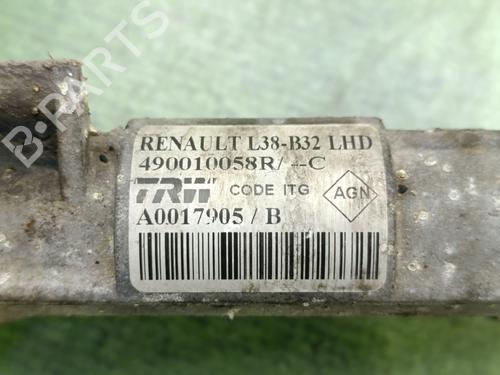 RENAULT L38-B32 LHD
490010058R/--C
TRW CODE ITG AGN
A0017905 / B
B-PARTS